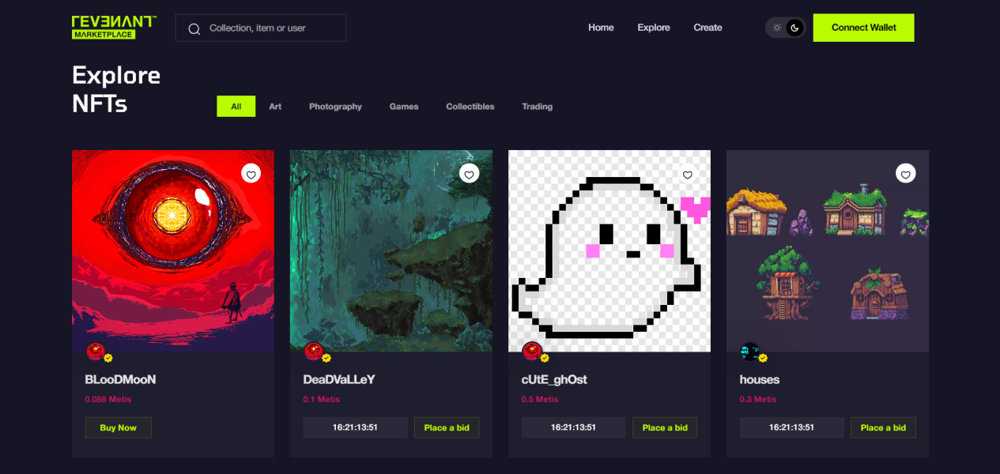 REVENANT™
MARKETPLACE
Collection, item or user
Home
Explore
Create
Connect Wallet
Explore
NFTs
All
Art
Photography
Games
Collectibles
Trading
BLooDMooN
0.088 Metis
Buy Now
DeaDVaLLeY
0.1 Metis
16:21:13:51
Place a bid
cUtE_ghOst
0.5 Metis
16:21:13:51
Place a bid
houses
0.3 Metis
16:21:13:51
Place a bid